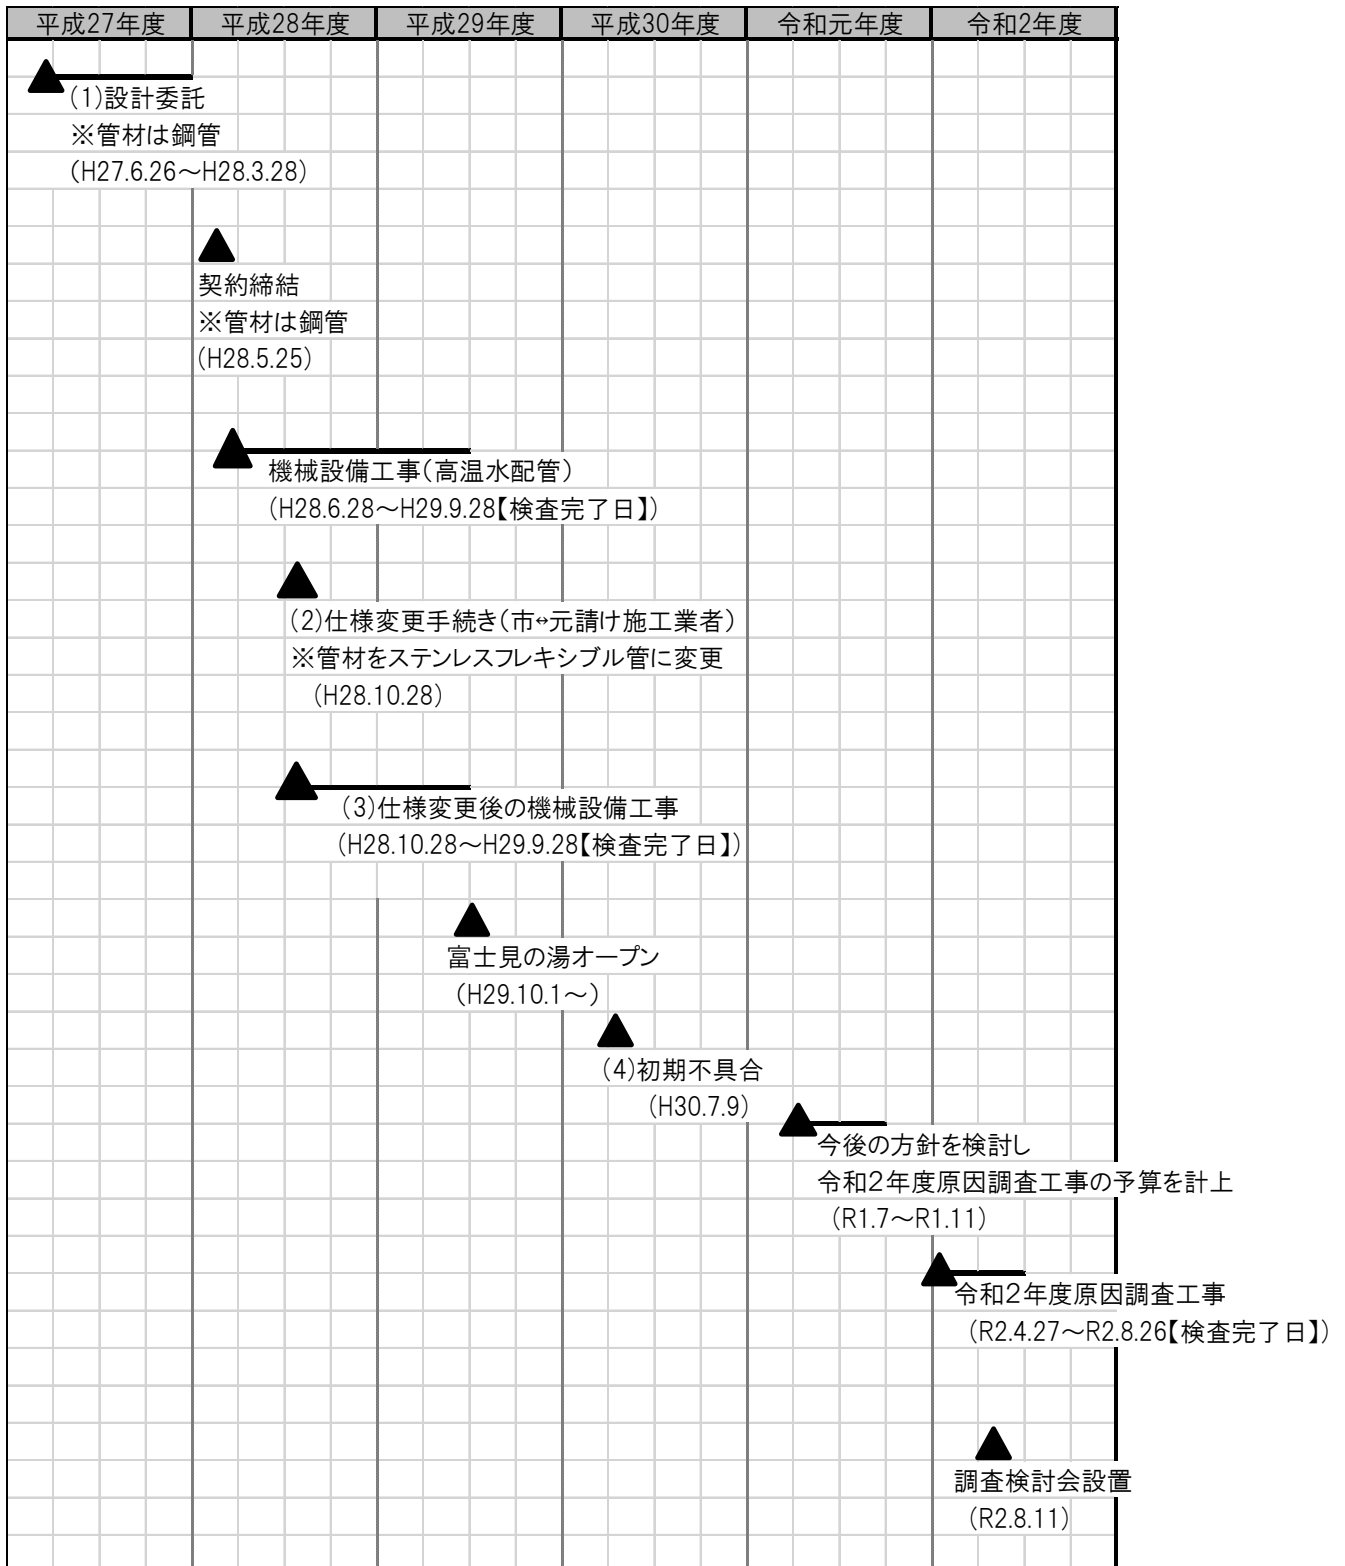 平成27年度 平成28年度 平成29年度 平成30年度 令和元年度 令和2年度
(1)設計委託
※管材は鋼管
(H27.6.26～H28.3.28)
契約締結
※管材は鋼管
(H28.5.25)
機械設備工事(高温水配管)
(H28.6.28～H29.9.28【検査完了日】)
(2)仕様変更手続き(市↔元請け施工業者)
※管材をステンレスフレキシブル管に変更
(H28.10.28)
(3)仕様変更後の機械設備工事
(H28.10.28～H29.9.28【検査完了日】)
富士見の湯オープン
(H29.10.1～)
(4)初期不具合
(H30.7.9)
今後の方針を検討し
令和2年度原因調査工事の予算を計上
(R1.7～R1.11)
令和2年度原因調査工事
(R2.4.27～R2.8.26【検査完了日】)
調査検討会設置
(R2.8.11)